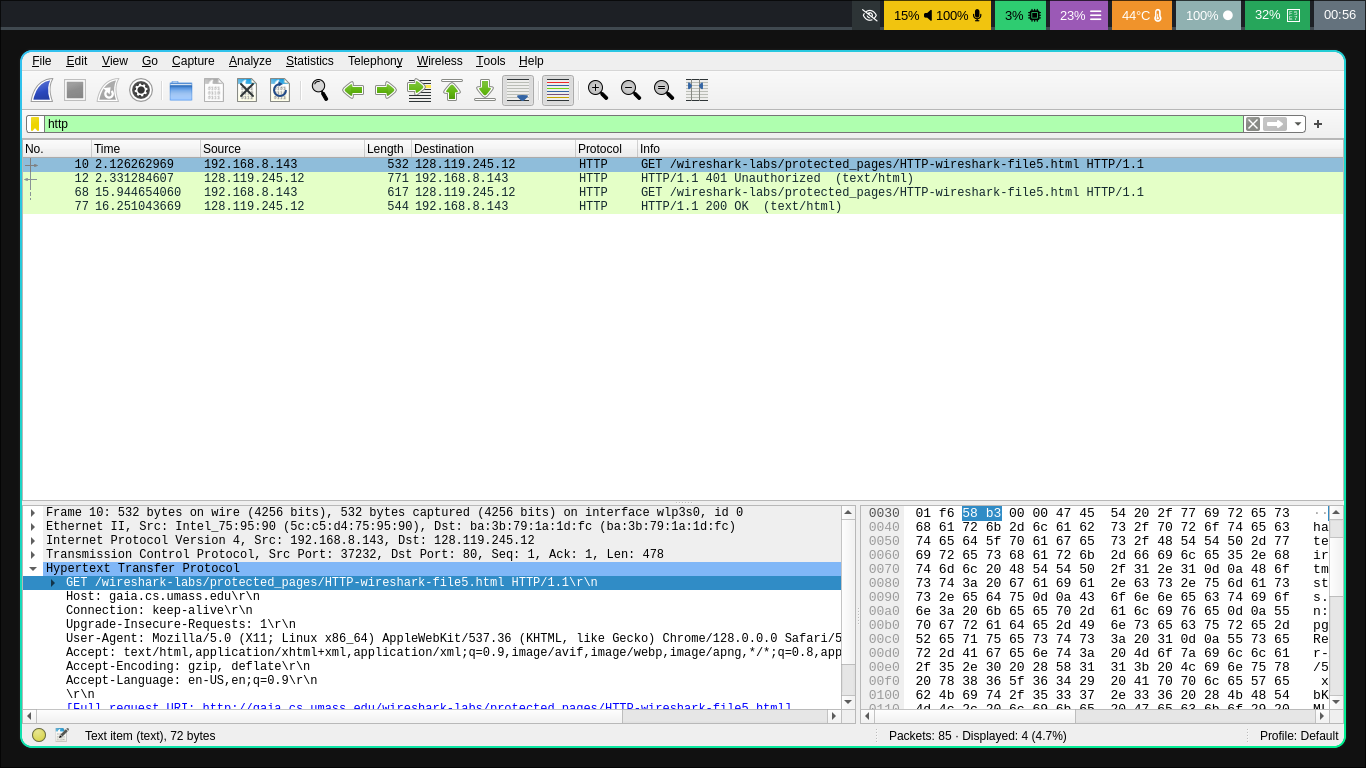 15% 100% 3% 23% 44°C 100% 32% 00:56
File Edit View Go Capture Analyze Statistics Telephony Wireless Tools Help
http +
No. Time Source Length Destination Protocol Info
10 2.126262969 192.168.8.143 532 128.119.245.12 HTTP GET /wireshark-labs/protected_pages/HTTP-wireshark-file5.html HTTP/1.1
12 2.331284607 128.119.245.12 771 192.168.8.143 HTTP HTTP/1.1 401 Unauthorized (text/html)
68 15.944654060 192.168.8.143 617 128.119.245.12 HTTP GET /wireshark-labs/protected_pages/HTTP-wireshark-file5.html HTTP/1.1
77 16.251043669 128.119.245.12 544 192.168.8.143 HTTP HTTP/1.1 200 OK (text/html)
Frame 10: 532 bytes on wire (4256 bits), 532 bytes captured (4256 bits) on interface wlp3s0, id 0
Ethernet II, Src: Intel_75:95:90 (5c:c5:d4:75:95:90), Dst: ba:3b:79:1a:1d:fc (ba:3b:79:1a:1d:fc)
Internet Protocol Version 4, Src: 192.168.8.143, Dst: 128.119.245.12
Transmission Control Protocol, Src Port: 37232, Dst Port: 80, Seq: 1, Ack: 1, Len: 478
Hypertext Transfer Protocol
GET /wireshark-labs/protected_pages/HTTP-wireshark-file5.html HTTP/1.1\r\n
Host: gaia.cs.umass.edu\r\n
Connection: keep-alive\r\n
Upgrade-Insecure-Requests: 1\r\n
User-Agent: Mozilla/5.0 (X11; Linux x86_64) AppleWebKit/537.36 (KHTML, like Gecko) Chrome/128.0.0.0 Safari/5
Accept: text/html,application/xhtml+xml,application/xml;q=0.9,image/avif,image/webp,image/apng,*/*;q=0.8,app
Accept-Encoding: gzip, deflate\r\n
Accept-Language: en-US,en;q=0.9\r\n
\r\n
[Full request URI: http://gaia.cs.umass.edu/wireshark-labs/protected_pages/HTTP-wireshark-file5.html]
0030 01 f6 58 b3 00 00 47 45 54 20 2f 77 69 72 65 73 ··
0040 68 61 72 6b 2d 6c 61 62 73 2f 70 72 6f 74 65 63 ha
0050 74 65 64 5f 70 61 67 65 73 2f 48 54 54 50 2d 77 te
0060 69 72 65 73 68 61 72 6b 2d 66 69 6c 65 35 2e 68 ir
0070 74 6d 6c 20 48 54 54 50 2f 31 2e 31 0d 0a 48 6f tm
0080 73 74 3a 20 67 61 69 61 2e 63 73 2e 75 6d 61 73 st
0090 73 2e 65 64 75 0d 0a 43 6f 6e 6e 65 63 74 69 6f s.
00a0 6e 3a 20 6b 65 65 70 2d 61 6c 69 76 65 0d 0a 55 n:
00b0 70 67 72 61 64 65 2d 49 6e 73 65 63 75 72 65 2d pg
00c0 52 65 71 75 65 73 74 73 3a 20 31 0d 0a 55 73 65 Re
00d0 72 2d 41 67 65 6e 74 3a 20 4d 6f 7a 69 6c 6c 61 r-
00e0 2f 35 2e 30 20 28 58 31 31 3b 20 4c 69 6e 75 78 /5
00f0 20 78 38 36 5f 36 34 29 20 41 70 70 6c 65 57 65 x
0100 62 4b 69 74 2f 35 33 37 2e 33 36 20 28 4b 48 54 bK
0110 4d 4c 2c 20 6c 69 6b 65 20 47 65 63 6b 6f 29 20 ML
Text item (text), 72 bytes Packets: 85 · Displayed: 4 (4.7%) Profile: Default